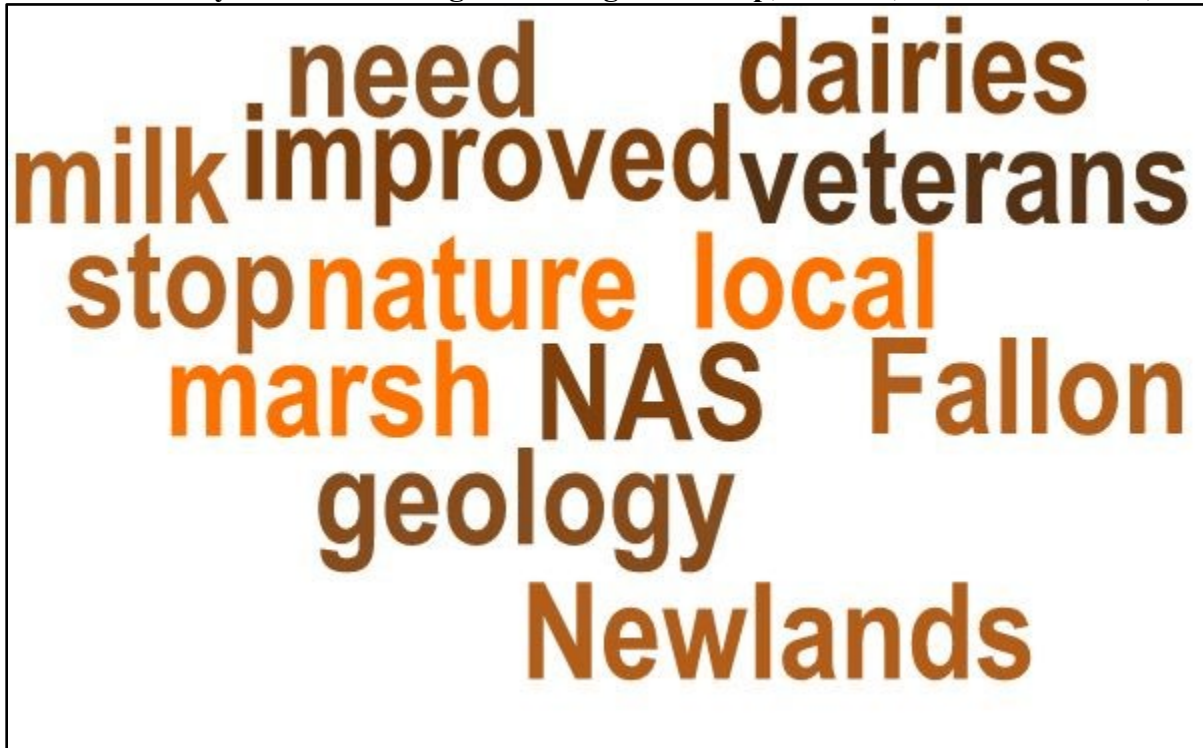 need dairies
milk improved veterans
stop nature local
marsh NAS Fallon
geology
Newlands